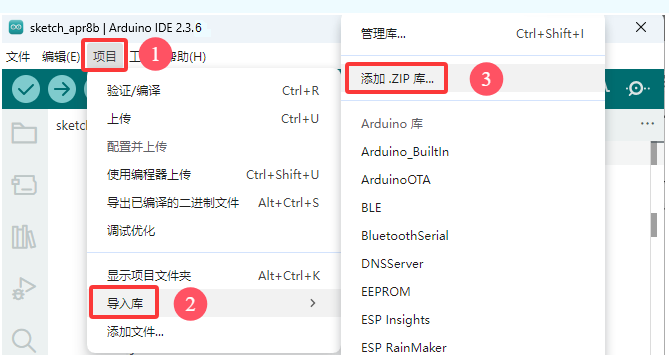 sketch_apr8b | Arduino IDE 2.3.6
文件 编辑(E) 项目 1 助(H)
验证/编译 Ctrl+R
上传 Ctrl+U
配置并上传
使用编程器上传 Ctrl+Shift+U
导出已编译的二进制文件 Alt+Ctrl+S
调试优化
显示项目文件夹 Alt+Ctrl+K
导入库 2
添加文件...
sketch
管理库... Ctrl+Shift+I
添加 .ZIP 库... 3
Arduino 库
Arduino_BuiltIn
ArduinoOTA
BLE
BluetoothSerial
DNSServer
EEPROM
ESP Insights
ESP RainMaker